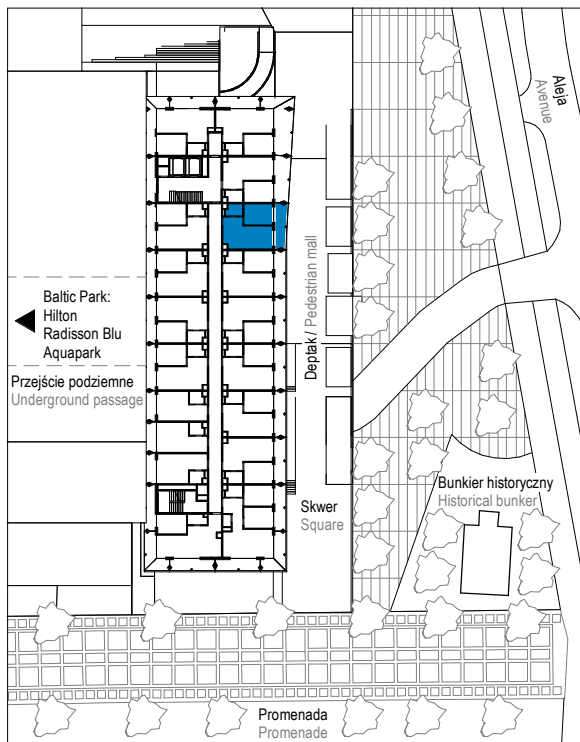 Aleja
Avenue
Deptak / Pedestrian mall
Baltic Park:
Hilton
Radisson Blu
Aquapark
Przejście podziemne
Underground passage
Bunkier historyczny
Historical bunker
Skwer
Square
Promenada
Promenade